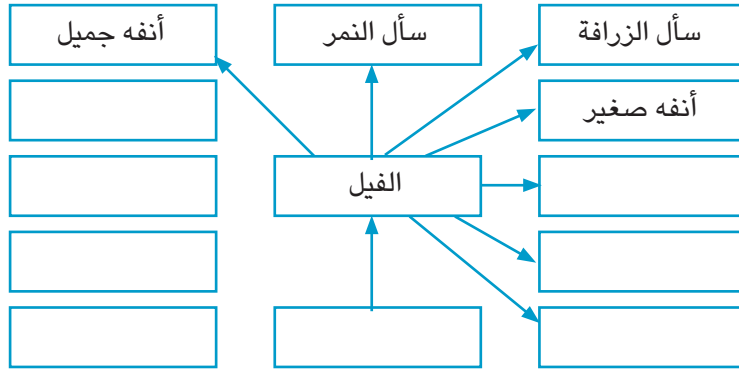 سأل الزرافة
سأل النمر
أنفه جميل
أنفه صغير
الفيل